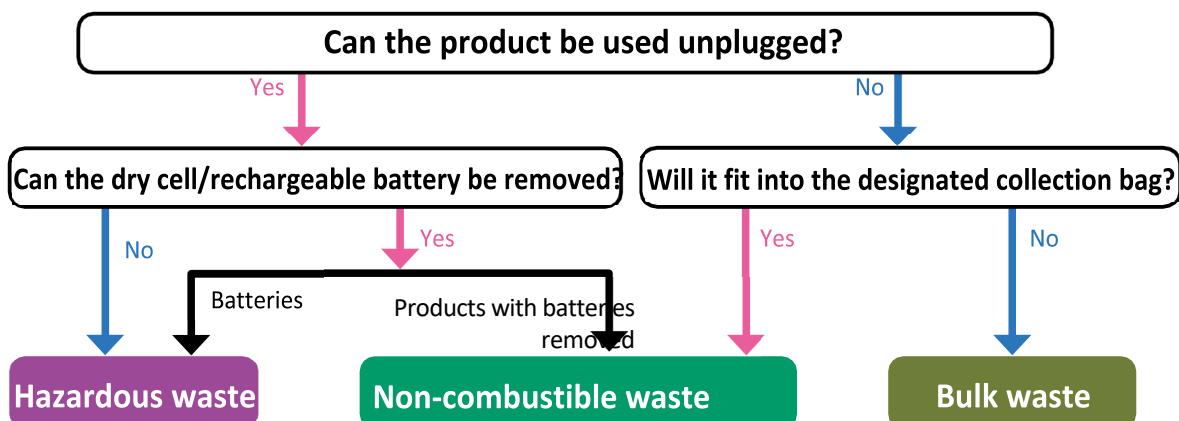 Can the product be used unplugged?
Yes
No
Can the dry cell/rechargeable battery be removed?
Will it fit into the designated collection bag?
No
Yes
Yes
No
Batteries
Products with batteries
removed
Hazardous waste
Non-combustible waste
Bulk waste